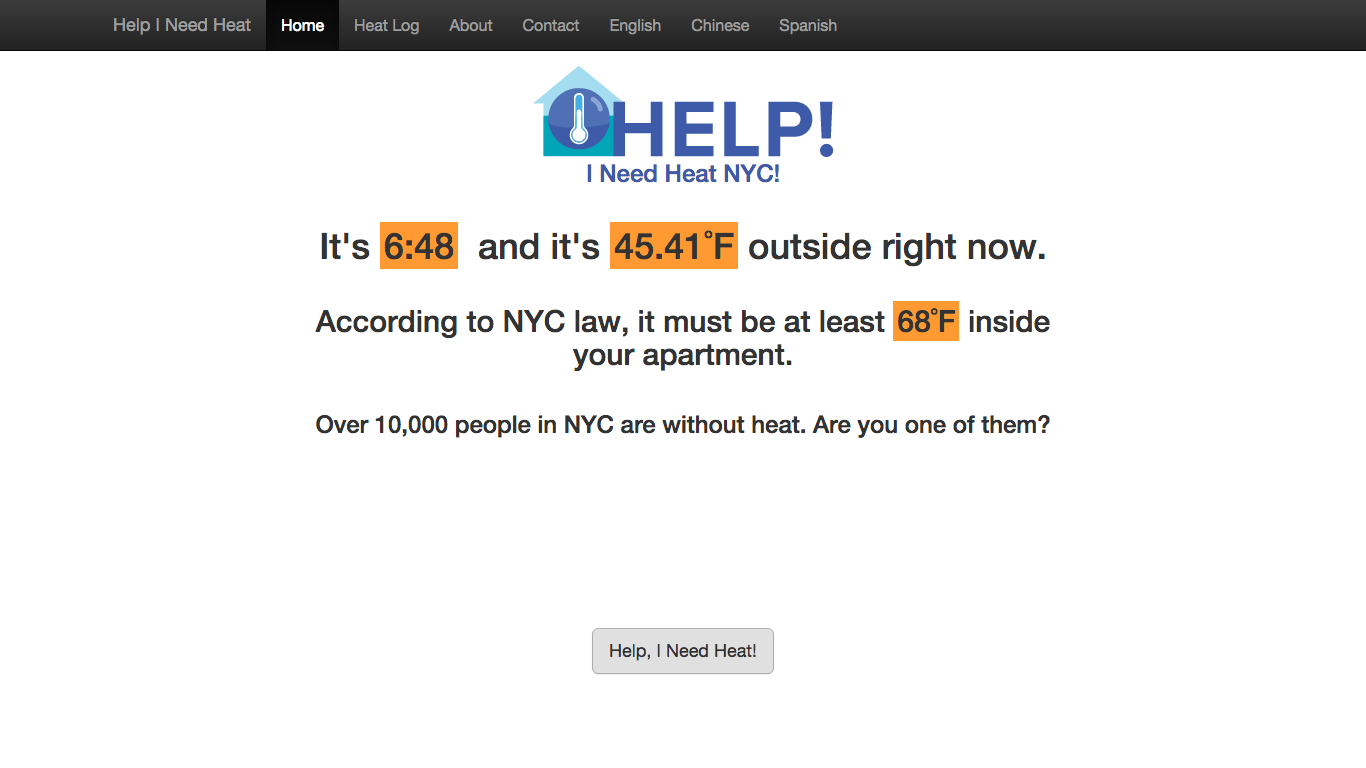 Help I Need Heat Home Heat Log About Contact English Chinese Spanish
HELP!
I Need Heat NYC!
It's 6:48 and it's 45.41°F outside right now.
According to NYC law, it must be at least 68°F inside
your apartment.
Over 10,000 people in NYC are without heat. Are you one of them?
Help, I Need Heat!